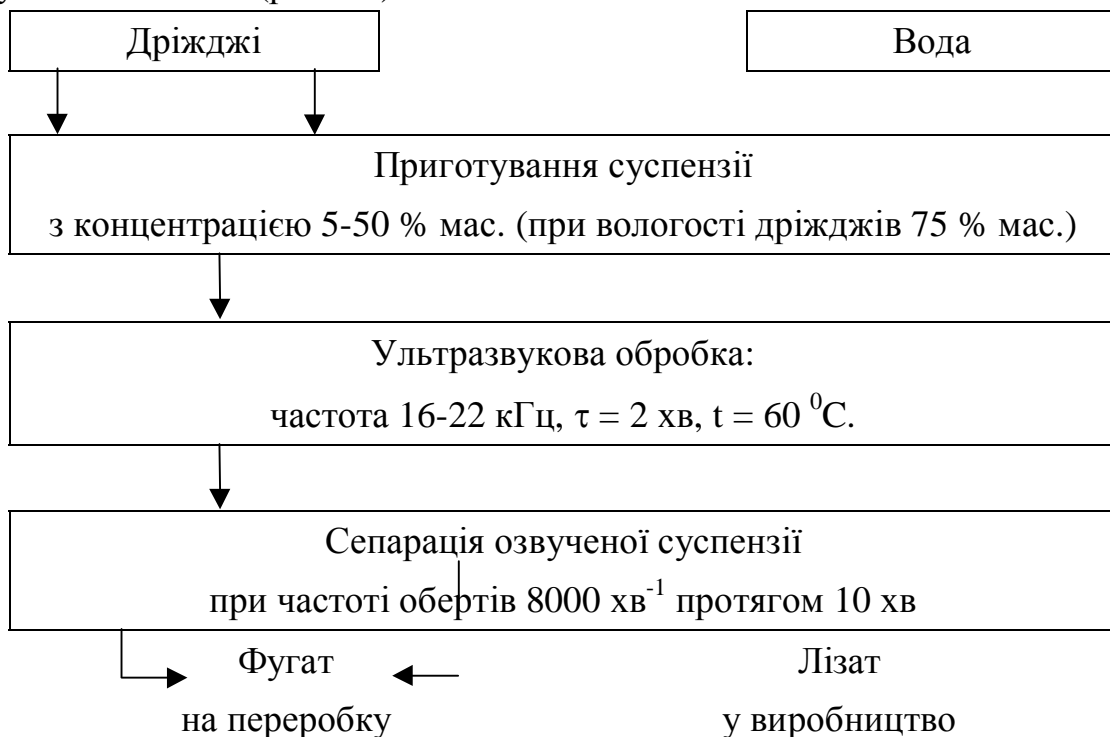 Дріжджі
Вода
Приготування суспензії
з концентрацією 5-50 % мас. (при вологості дріжджів 75 % мас.)
Ультразвукова обробка:
частота 16-22 кГц, τ = 2 хв, t = 60 ⁰С.
Сепарація озвученої суспензії
при частоті обертів 8000 хв⁻¹ протягом 10 хв
Фугат
Лізат
на переробку
у виробництво